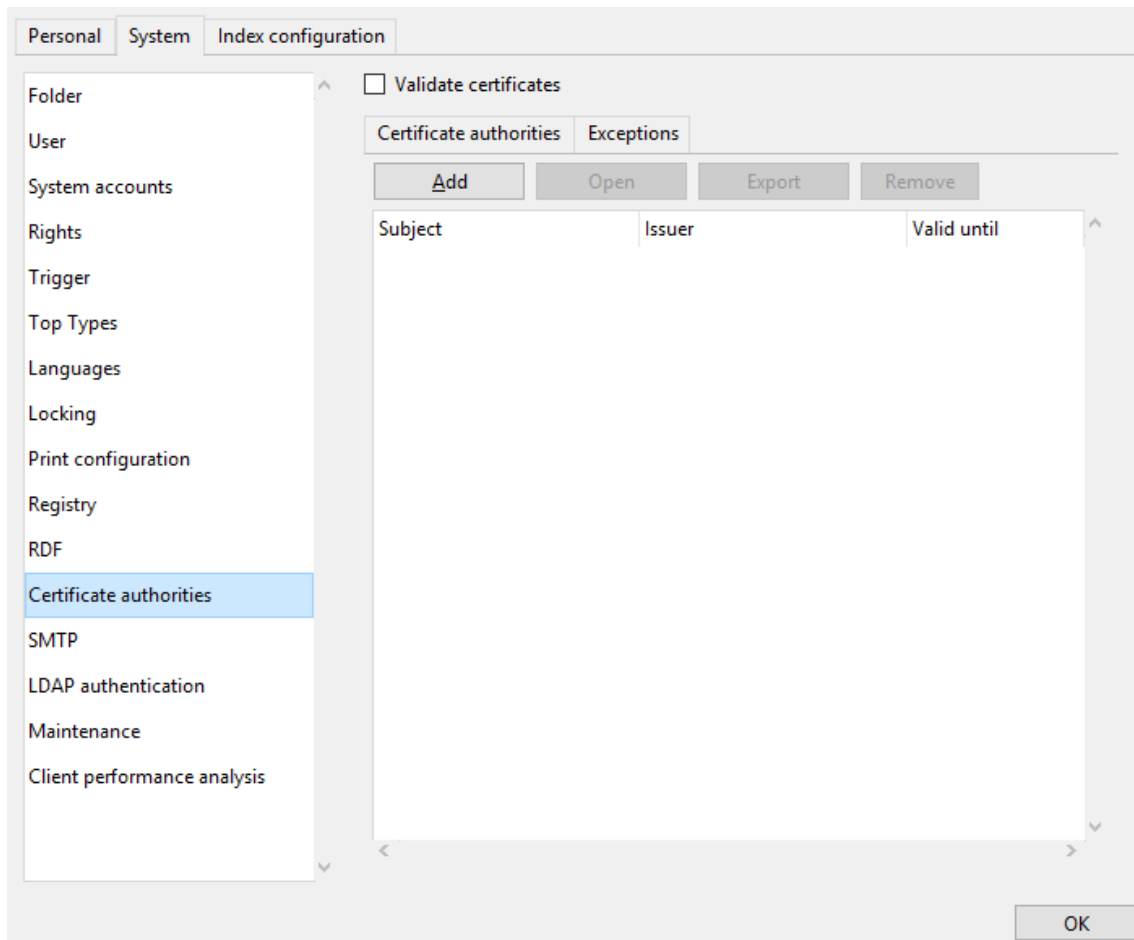 Personal System Index configuration
Folder
User
System accounts
Rights
Trigger
Top Types
Languages
Locking
Print configuration
Registry
RDF
Certificate authorities
SMTP
LDAP authentication
Maintenance
Client performance analysis
Validate certificates
Certificate authorities Exceptions
Add Open Export Remove
Subject Issuer Valid until
OK